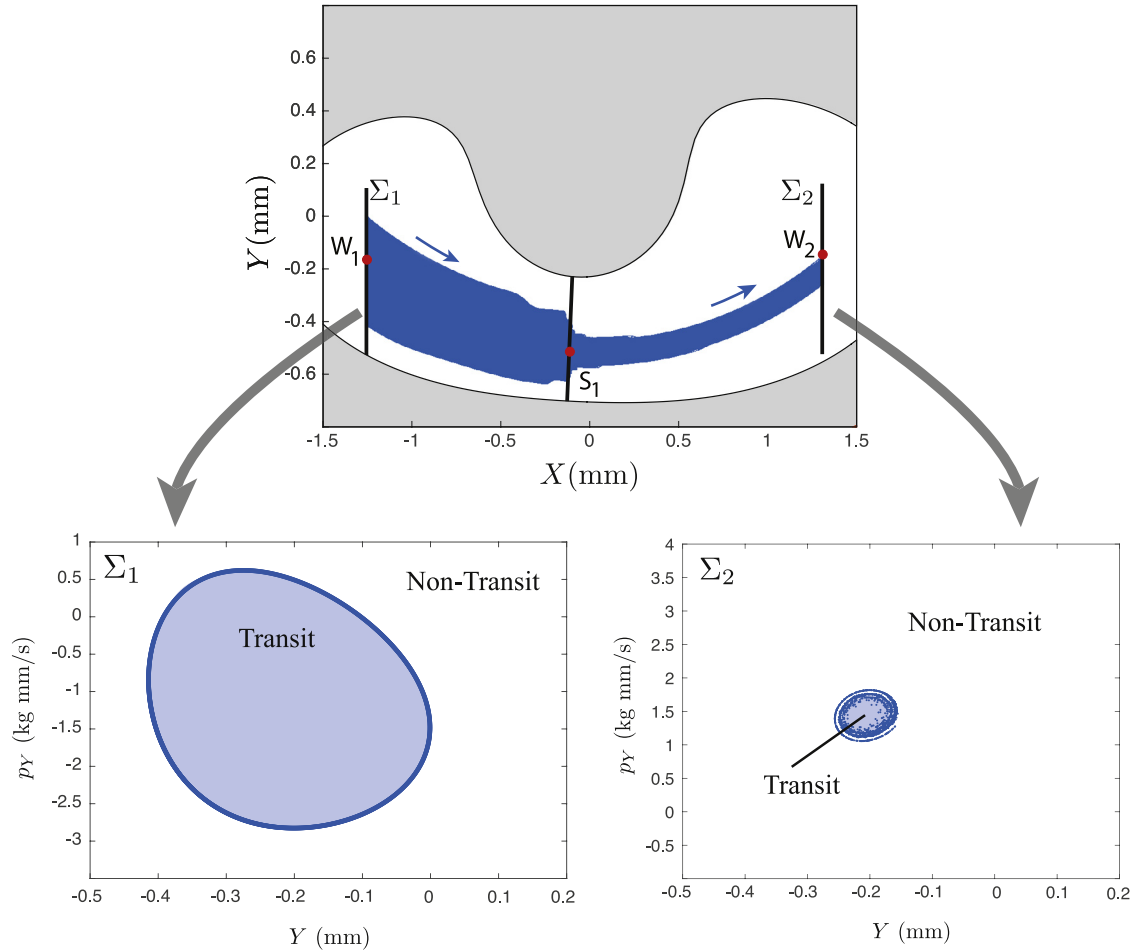 0.6
0.4
0.2
0
-0.2
-0.4
-0.6
Y(mm)
Σ1
Σ2
W1
W2
S1
-1.5
-1
-0.5
0
0.5
1
1.5
X(mm)
Σ1
Non-Transit
Transit
1
0.5
0
-0.5
-1
-1.5
-2
-2.5
-3
pY (kg mm/s)
-0.5
-0.4
-0.3
-0.2
-0.1
0
0.1
0.2
Y (mm)
Σ2
Non-Transit
Transit
4
3.5
3
2.5
2
1.5
1
0.5
0
-0.5
pY (kg mm/s)
-0.5
-0.4
-0.3
-0.2
-0.1
0
0.1
0.2
Y (mm)